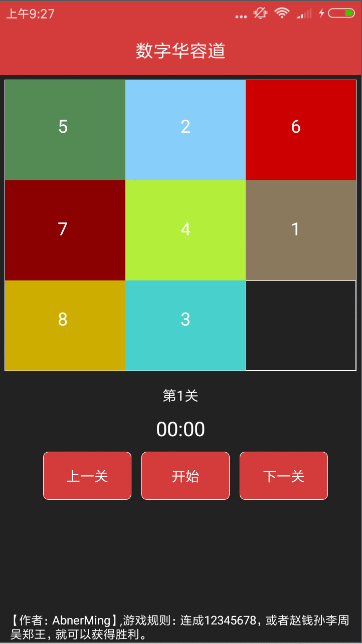 上午9:27
数字华容道
5 2 6
7 4 1
8 3
第1关
00:00
上一关 开始 下一关
【作者：AbnerMing】,游戏规则：连成12345678，或者赵钱孙李周
吴郑王，就可以获得胜利。